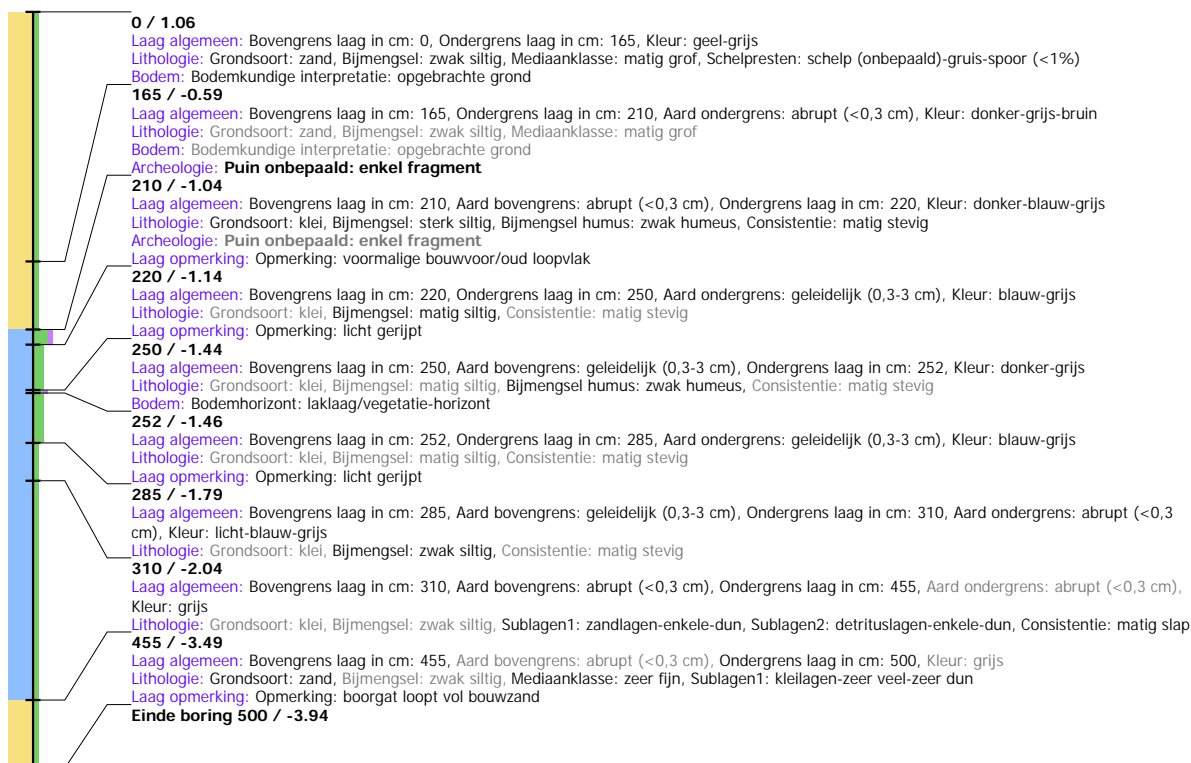 0 / 1.06
Laag algemeen: Bovengrens laag in cm: 0, Ondergrens laag in cm: 165, Kleur: geel-grijs
Lithologie: Grondsoort: zand, Bijmengsel: zwak siltig, Mediaanklasse: matig grof, Schelpresten: schelp (onbepaald)-gruis-spoor (<1%)
Bodem: Bodemkundige interpretatie: opgebrachte grond
165 / -0.59
Laag algemeen: Bovengrens laag in cm: 165, Ondergrens laag in cm: 210, Aard ondergrens: abrupt (<0,3 cm), Kleur: donker-grijs-bruin
Lithologie: Grondsoort: zand, Bijmengsel: zwak siltig, Mediaanklasse: matig grof
Bodem: Bodemkundige interpretatie: opgebrachte grond
Archeologie: Puin onbepaald: enkel fragment
210 / -1.04
Laag algemeen: Bovengrens laag in cm: 210, Aard bovengrens: abrupt (<0,3 cm), Ondergrens laag in cm: 220, Kleur: donker-blauw-grijs
Lithologie: Grondsoort: klei, Bijmengsel: sterk siltig, Bijmengsel humus: zwak humeus, Consistentie: matig stevig
Archeologie: Puin onbepaald: enkel fragment
Laag opmerking: Opmerking: voormalige bouwvoor/oud loopvlak
220 / -1.14
Laag algemeen: Bovengrens laag in cm: 220, Ondergrens laag in cm: 250, Aard ondergrens: geleidelijk (0,3-3 cm), Kleur: blauw-grijs
Lithologie: Grondsoort: klei, Bijmengsel: matig siltig, Consistentie: matig stevig
Laag opmerking: Opmerking: licht gerijpt
250 / -1.44
Laag algemeen: Bovengrens laag in cm: 250, Aard bovengrens: geleidelijk (0,3-3 cm), Ondergrens laag in cm: 252, Kleur: donker-grijs
Lithologie: Grondsoort: klei, Bijmengsel: matig siltig, Bijmengsel humus: zwak humeus, Consistentie: matig stevig
Bodem: Bodemhorizont: laklaag/vegetatie-horizont
252 / -1.46
Laag algemeen: Bovengrens laag in cm: 252, Ondergrens laag in cm: 285, Aard ondergrens: geleidelijk (0,3-3 cm), Kleur: blauw-grijs
Lithologie: Grondsoort: klei, Bijmengsel: matig siltig, Consistentie: matig stevig
Laag opmerking: Opmerking: licht gerijpt
285 / -1.79
Laag algemeen: Bovengrens laag in cm: 285, Aard bovengrens: geleidelijk (0,3-3 cm), Ondergrens laag in cm: 310, Aard ondergrens: abrupt (<0,3
cm), Kleur: licht-blauw-grijs
Lithologie: Grondsoort: klei, Bijmengsel: zwak siltig, Consistentie: matig stevig
310 / -2.04
Laag algemeen: Bovengrens laag in cm: 310, Aard bovengrens: abrupt (<0,3 cm), Ondergrens laag in cm: 455, Aard ondergrens: abrupt (<0,3 cm),
Kleur: grijs
Lithologie: Grondsoort: klei, Bijmengsel: zwak siltig, Sublagen1: zandlagen-enkele-dun, Sublagen2: detrituslagen-enkele-dun, Consistentie: matig slap
455 / -3.49
Laag algemeen: Bovengrens laag in cm: 455, Aard bovengrens: abrupt (<0,3 cm), Ondergrens laag in cm: 500, Kleur: grijs
Lithologie: Grondsoort: zand, Bijmengsel: zwak siltig, Mediaanklasse: zeer fijn, Sublagen1: kleilagen-zeer veel-zeer dun
Laag opmerking: Opmerking: boorgat loopt vol bouwzand
Einde boring 500 / -3.94